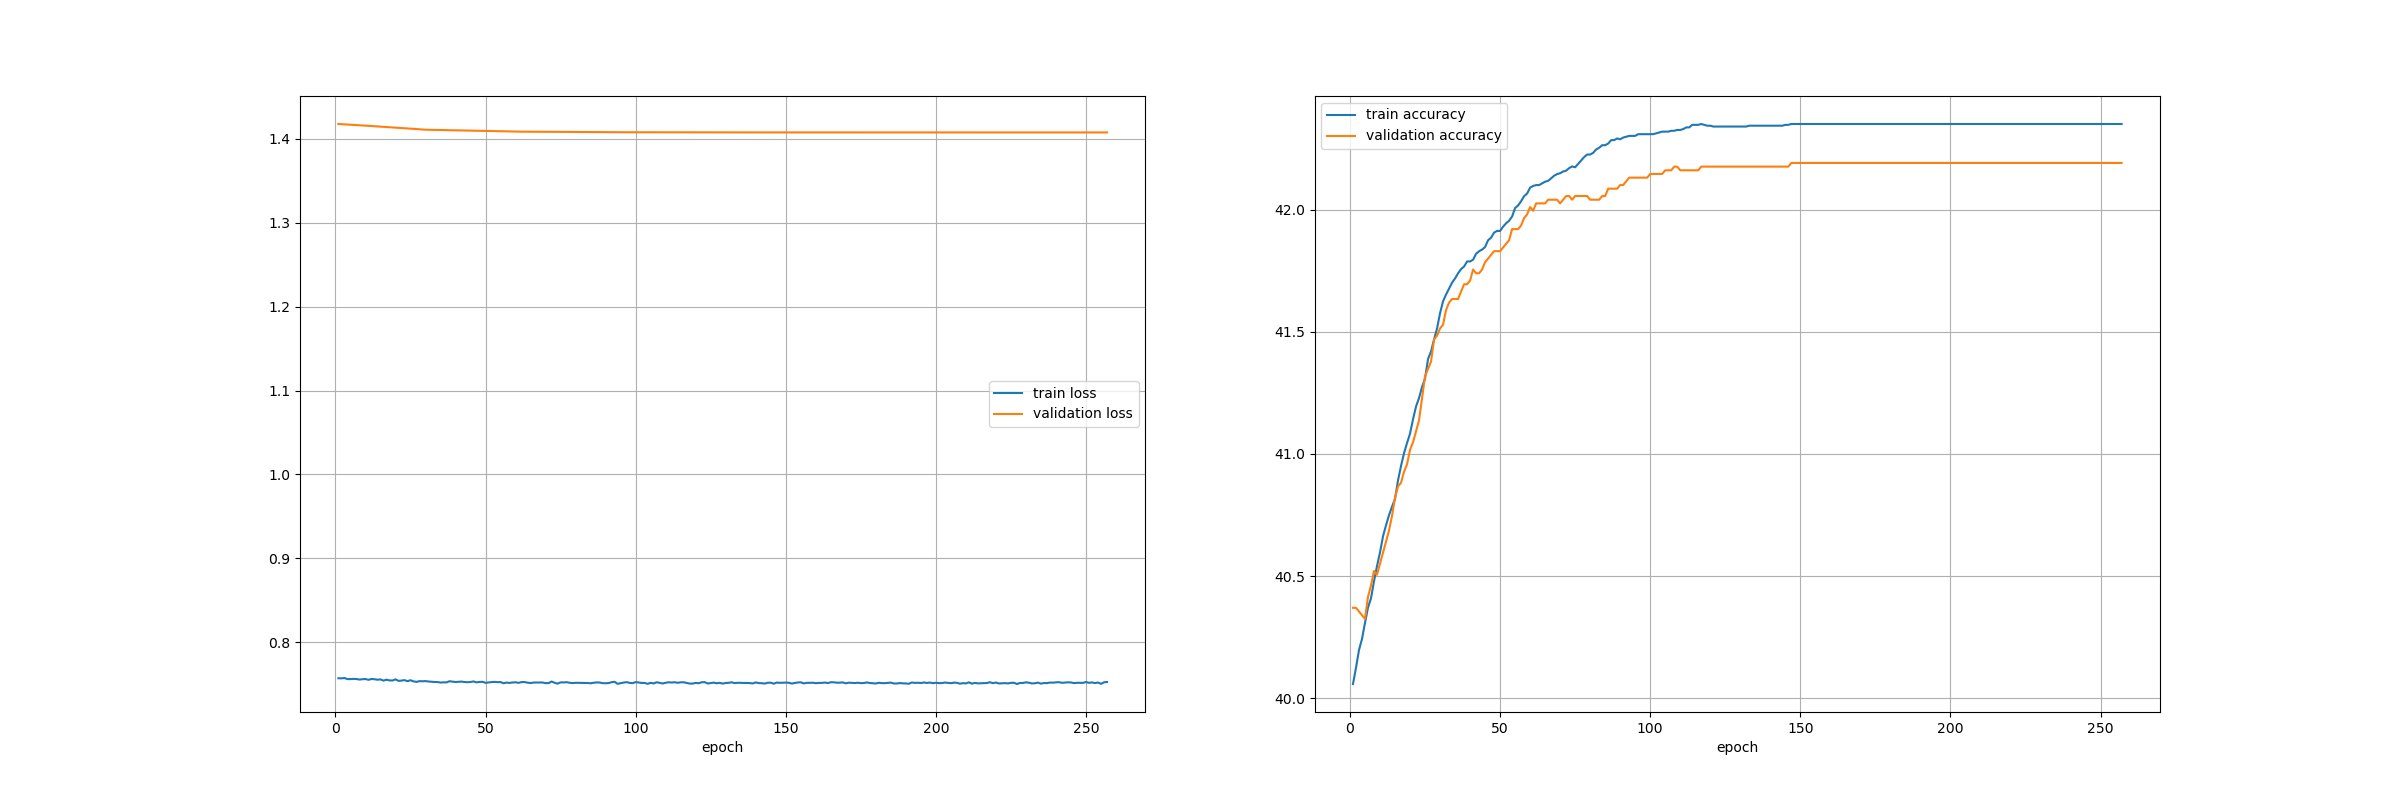 1.4
1.3
1.2
1.1
1.0
0.9
0.8
0 50 100 150 200 250
epoch
train loss
validation loss
train accuracy
validation accuracy
42.0
41.5
41.0
40.5
40.0
0 50 100 150 200 250
epoch